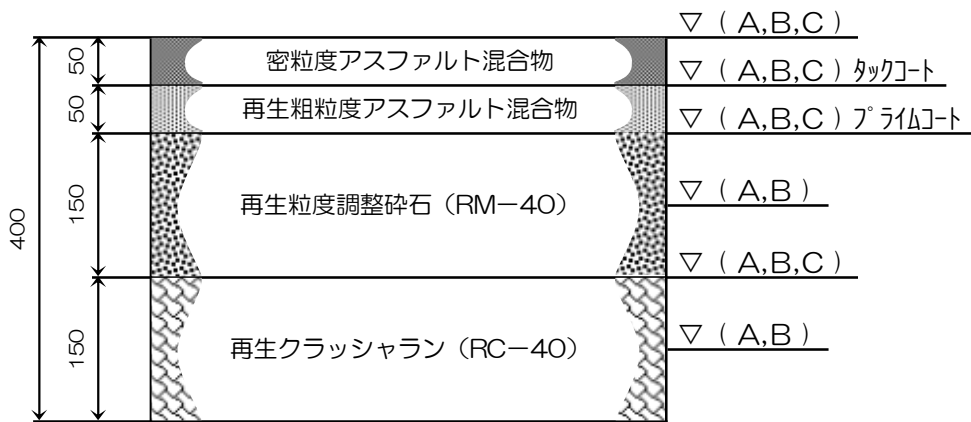 ▽ ( A,B,C )
50
密粒度アスファルト混合物
▽ ( A,B,C ) ﾀｯｸｺｰﾄ
50
再生粗粒度アスファルト混合物
▽ ( A,B,C ) ﾌﾟﾗｲﾑｺｰﾄ
400
150
再生粒度調整砕石（RM－40）
▽ ( A,B )
▽ ( A,B,C )
150
再生クラッシャラン（RC－40）
▽ ( A,B )